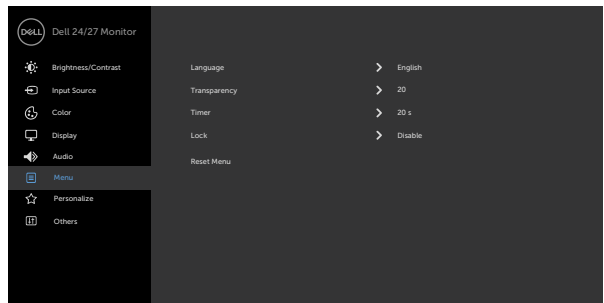 DELL Dell 24/27 Monitor
Brightness/Contrast
Input Source
Color
Display
Audio
Menu
Personalize
Others
Language English
Transparency 20
Timer 20 s
Lock Disable
Reset Menu